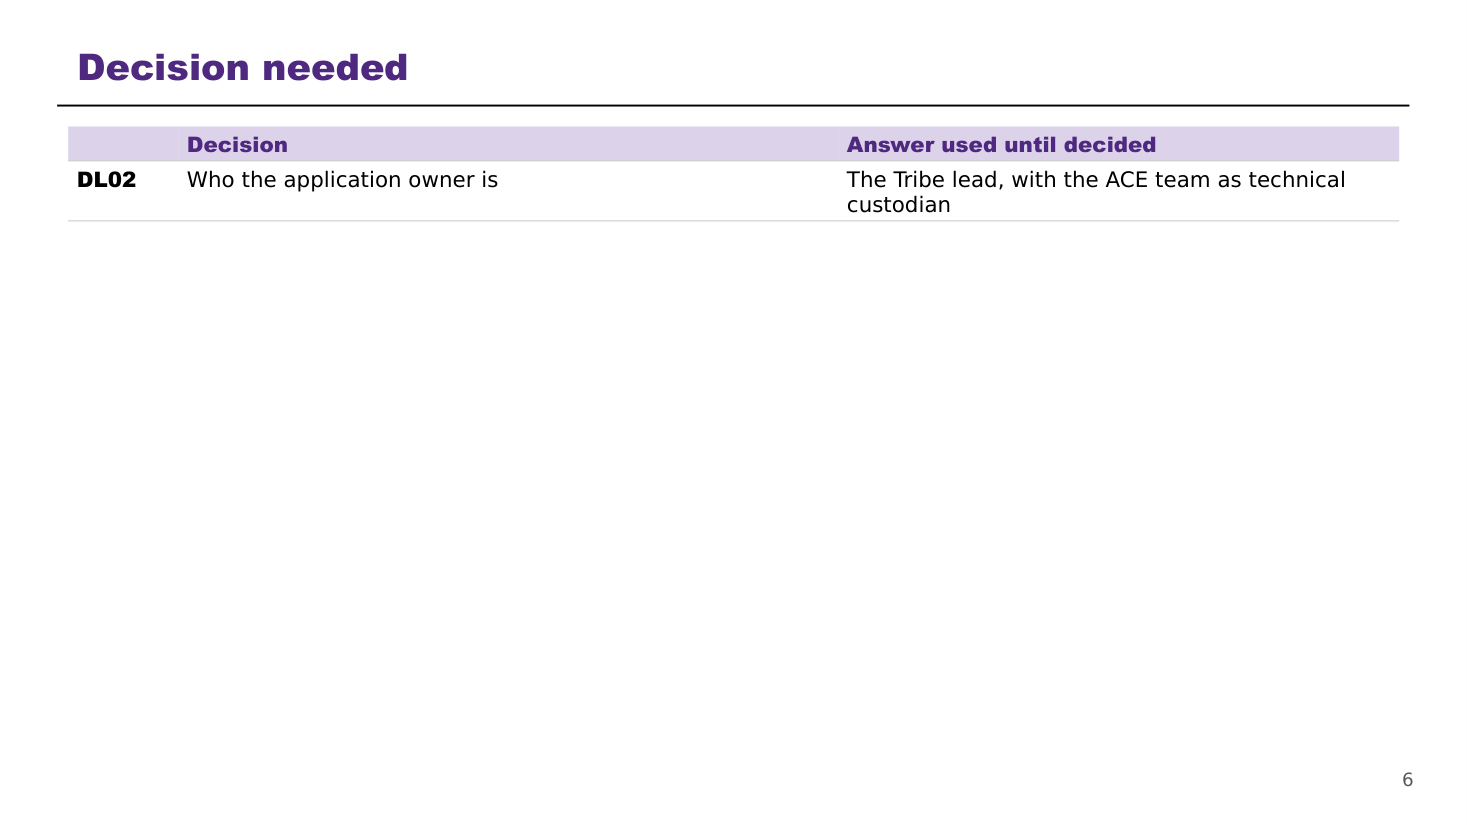 Decision needed
Decision Answer used until decided
DL02 Who the application owner is The Tribe lead, with the ACE team as technical
custodian
6